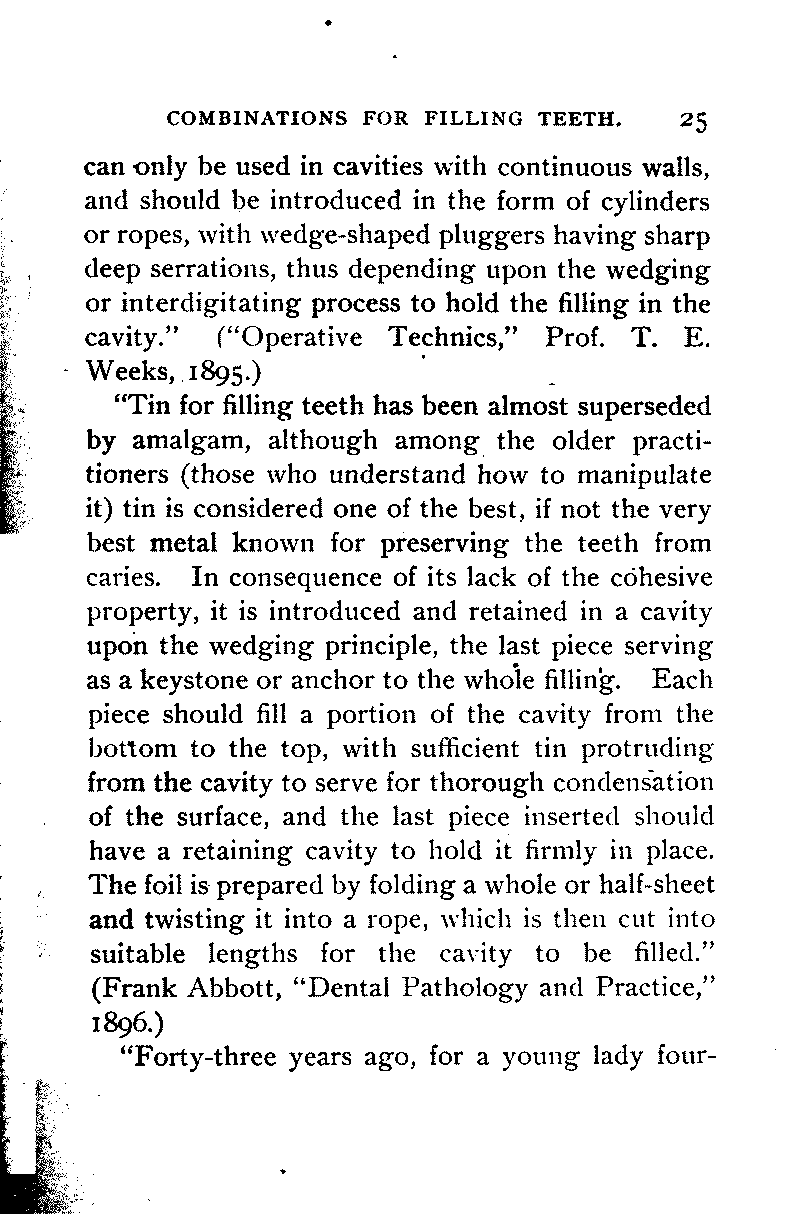 COMBINATIONS FOR FILLING TEETH. 25
can only be used in cavities with continuous walls,
and should be introduced in the form of cylinders
or ropes, with wedge-shaped pluggers having sharp
deep serrations, thus depending upon the wedging
or interdigitating process to hold the filling in the
cavity.” (“Operative Technics,” Prof. T. E.
Weeks, 1895.)
“Tin for filling teeth has been almost superseded
by amalgam, although among the older practi-
tioners (those who understand how to manipulate
it) tin is considered one of the best, if not the very
best metal known for preserving the teeth from
caries. In consequence of its lack of the cohesive
property, it is introduced and retained in a cavity
upon the wedging principle, the last piece serving
as a keystone or anchor to the whole filling. Each
piece should fill a portion of the cavity from the
bottom to the top, with sufficient tin protruding
from the cavity to serve for thorough condensation
of the surface, and the last piece inserted should
have a retaining cavity to hold it firmly in place.
The foil is prepared by folding a whole or half-sheet
and twisting it into a rope, which is then cut into
suitable lengths for the cavity to be filled.”
(Frank Abbott, “Dental Pathology and Practice,”
1896.)
“Forty-three years ago, for a young lady four-